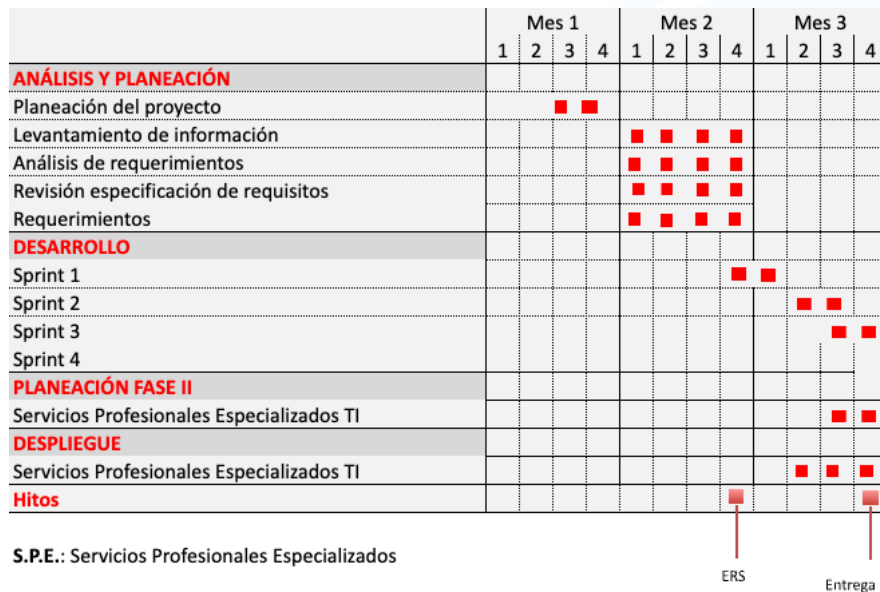 Mes 1 Mes 2 Mes 3
1 2 3 4 1 2 3 4 1 2 3 4
ANÁLISIS Y PLANEACIÓN
Planeación del proyecto
Levantamiento de información
Análisis de requerimientos
Revisión especificación de requisitos
Requerimientos
DESARROLLO
Sprint 1
Sprint 2
Sprint 3
Sprint 4
PLANEACIÓN FASE II
Servicios Profesionales Especializados TI
DESPLIEGUE
Servicios Profesionales Especializados TI
Hitos
S.P.E.: Servicios Profesionales Especializados
ERS
Entrega